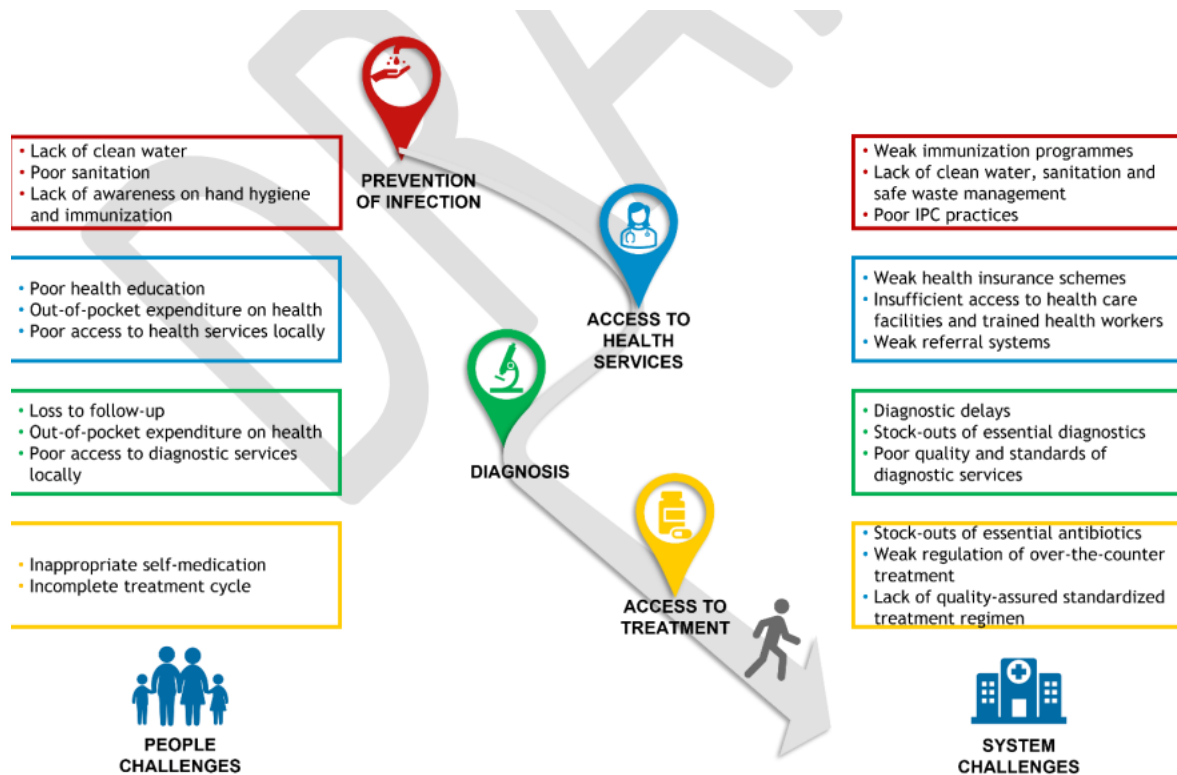 DRA
PREVENTION
OF INFECTION
• Lack of clean water
• Poor sanitation
• Lack of awareness on hand hygiene
and immunization
• Weak immunization programmes
• Lack of clean water, sanitation and
safe waste management
• Poor IPC practices
ACCESS TO
HEALTH
SERVICES
• Poor health education
• Out-of-pocket expenditure on health
• Poor access to health services locally
• Weak health insurance schemes
• Insufficient access to health care
facilities and trained health workers
• Weak referral systems
DIAGNOSIS
• Loss to follow-up
• Out-of-pocket expenditure on health
• Poor access to diagnostic services
locally
• Diagnostic delays
• Stock-outs of essential diagnostics
• Poor quality and standards of
diagnostic services
ACCESS TO
TREATMENT
• Inappropriate self-medication
• Incomplete treatment cycle
• Stock-outs of essential antibiotics
• Weak regulation of over-the-counter
treatment
• Lack of quality-assured standardized
treatment regimen
PEOPLE
CHALLENGES
SYSTEM
CHALLENGES